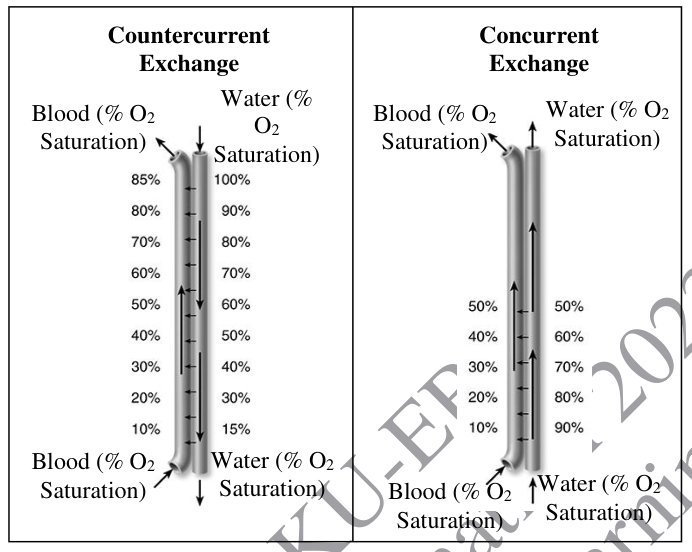 Countercurrent
Exchange
Blood (% O2
Saturation)
Water (%
O2
Saturation)
85% 100%
80% 90%
70% 80%
60% 70%
50% 60%
40% 50%
30% 40%
20% 30%
10% 15%
Blood (% O2
Saturation)
Water (% O2
Saturation)
Concurrent
Exchange
Blood (% O2
Saturation)
Water (% O2
Saturation)
50% 50%
40% 60%
30% 70%
20% 80%
10% 90%
Blood (% O2
Saturation)
Water (% O2
Saturation)